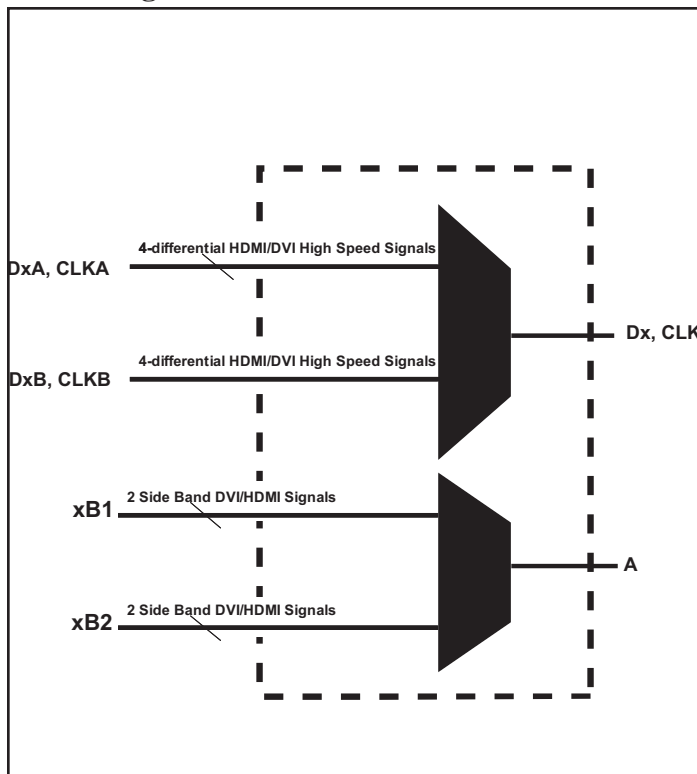 4-differential HDMI/DVI High Speed Signals
DxA, CLKA
Dx, CLK
4-differential HDMI/DVI High Speed Signals
DxB, CLKB
2 Side Band DVI/HDMI Signals
xB1
A
2 Side Band DVI/HDMI Signals
xB2